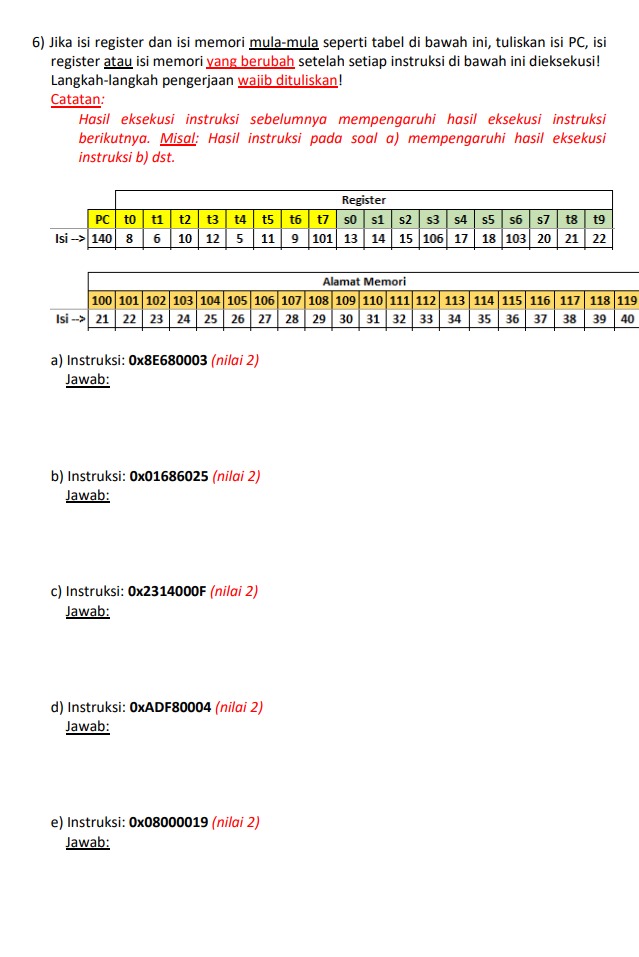 6) Jika isi register dan isi memori mula-mula seperti tabel di bawah ini, tuliskan isi PC, isi
register atau isi memori yang berubah setelah setiap instruksi di bawah ini dieksekusi!
Langkah-langkah pengerjaan wajib dituliskan!
Catatan:
Hasil eksekusi instruksi sebelumnya mempengaruhi hasil eksekusi instruksi
berikutnya. Misal: Hasil instruksi pada soal a) mempengaruhi hasil eksekusi
instruksi b) dst.
Register
PC t0 t1 t2 t3 t4 t5 t6 t7 s0 s1 s2 s3 s4 s5 s6 s7 t8 t9
Isi --> 140 8 6 10 12 5 11 9 101 13 14 15 106 17 18 103 20 21 22
Alamat Memori
100 101 102 103 104 105 106 107 108 109 110 111 112 113 114 115 116 117 118 119
Isi --> 21 22 23 24 25 26 27 28 29 30 31 32 33 34 35 36 37 38 39 40
a) Instruksi: 0x8E680003 (nilai 2)
Jawab:
b) Instruksi: 0x01686025 (nilai 2)
Jawab:
c) Instruksi: 0x2314000F (nilai 2)
Jawab:
d) Instruksi: 0xADF80004 (nilai 2)
Jawab:
e) Instruksi: 0x08000019 (nilai 2)
Jawab: